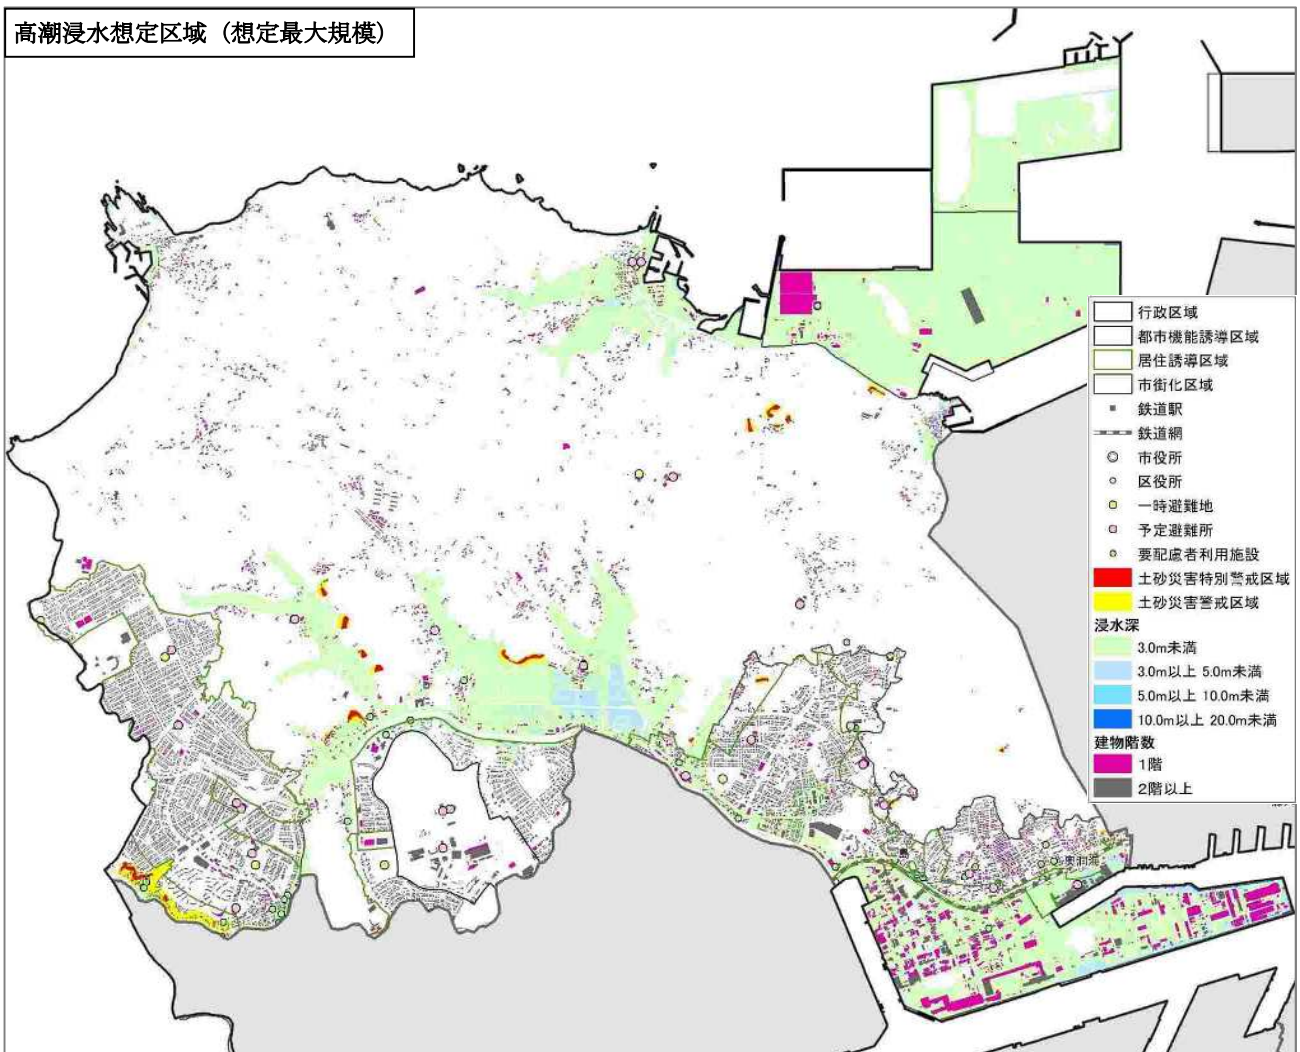 高潮浸水想定区域（想定最大規模）
行政区域
都市機能誘導区域
居住誘導区域
市街化区域
鉄道駅
鉄道網
市役所
区役所
一時避難地
予定避難所
要配慮者利用施設
土砂災害特別警戒区域
土砂災害警戒区域
浸水深
3.0m未満
3.0m以上 5.0m未満
5.0m以上 10.0m未満
10.0m以上 20.0m未満
建物階数
1階
2階以上